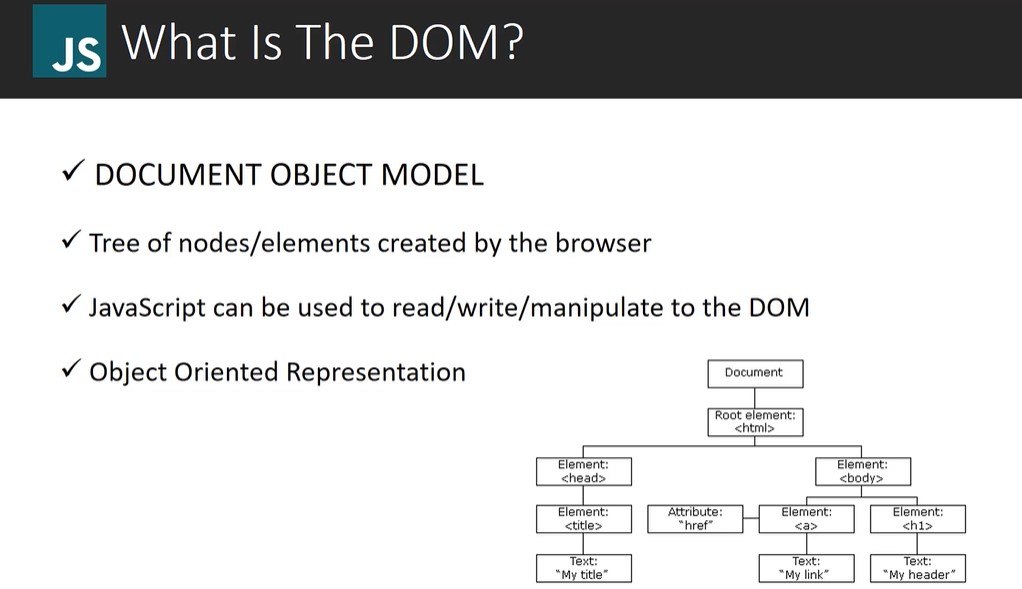 JS What Is The DOM?
✓ DOCUMENT OBJECT MODEL
✓ Tree of nodes/elements created by the browser
✓ JavaScript can be used to read/write/manipulate to the DOM
✓ Object Oriented Representation
Document
Root element:
<html>
Element:
<head>
Element:
<body>
Element:
<title>
Attribute:
"href"
Element:
<a>
Element:
<h1>
Text:
"My title"
Text:
"My link"
Text:
"My header"